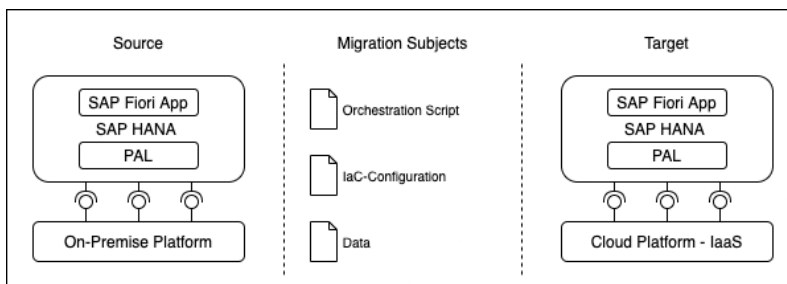 Source
Migration Subjects
Target
SAP Fiori App
SAP HANA
PAL
On-Premise Platform
Orchestration Script
IaC-Configuration
Data
SAP Fiori App
SAP HANA
PAL
Cloud Platform - IaaS